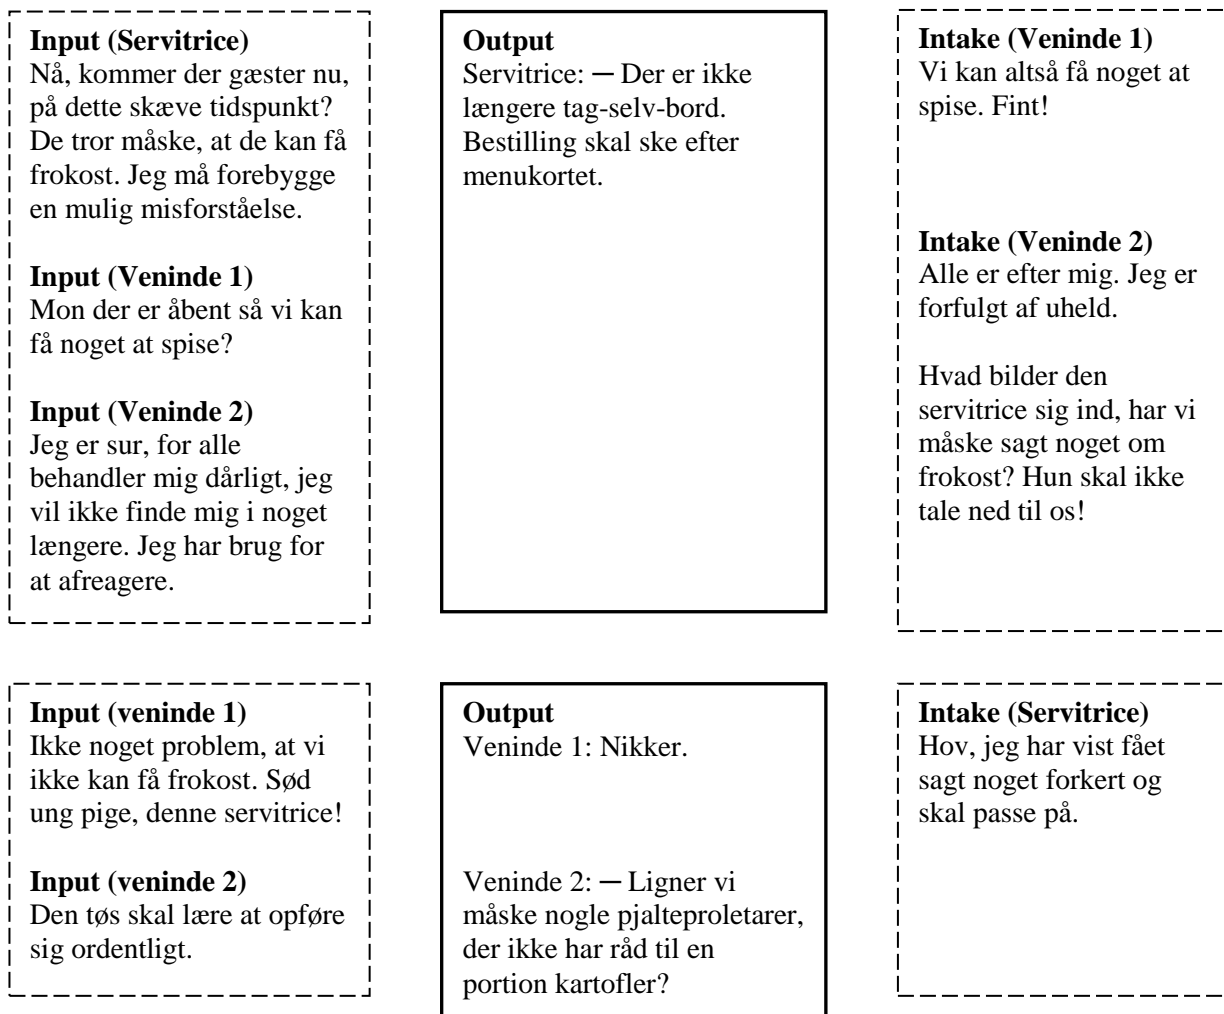 Input (Servitrice)
Nå, kommer der gæster nu,
på dette skæve tidspunkt?
De tror måske, at de kan få
frokost. Jeg må forebygge
en mulig misforståelse.
Input (Veninde 1)
Mon der er åbent så vi kan
få noget at spise?
Input (Veninde 2)
Jeg er sur, for alle
behandler mig dårligt, jeg
vil ikke finde mig i noget
længere. Jeg har brug for
at afreagere.
Output
Servitrice: ─ Der er ikke
længere tag-selv-bord.
Bestilling skal ske efter
menukortet.
Intake (Veninde 1)
Vi kan altså få noget at
spise. Fint!
Intake (Veninde 2)
Alle er efter mig. Jeg er
forfulgt af uheld.
Hvad bilder den
servitrice sig ind, har vi
måske sagt noget om
frokost? Hun skal ikke
tale ned til os!
Input (veninde 1)
Ikke noget problem, at vi
ikke kan få frokost. Sød
ung pige, denne servitrice!
Input (veninde 2)
Den tøs skal lære at opføre
sig ordentligt.
Output
Veninde 1: Nikker.
Veninde 2: ─ Ligner vi
måske nogle pjalteproletarer,
der ikke har råd til en
portion kartofler?
Intake (Servitrice)
Hov, jeg har vist fået
sagt noget forkert og
skal passe på.